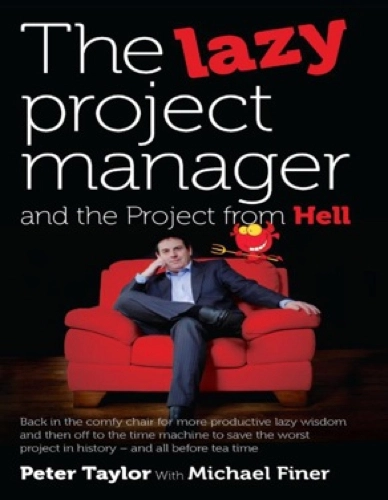 The lazy
project
manager
and the Project from Hell
Back in the comfy chair for more productive lazy wisdom
and then off to the time machine to save the worst
project in history – and all before tea time
Peter Taylor With Michael Finer